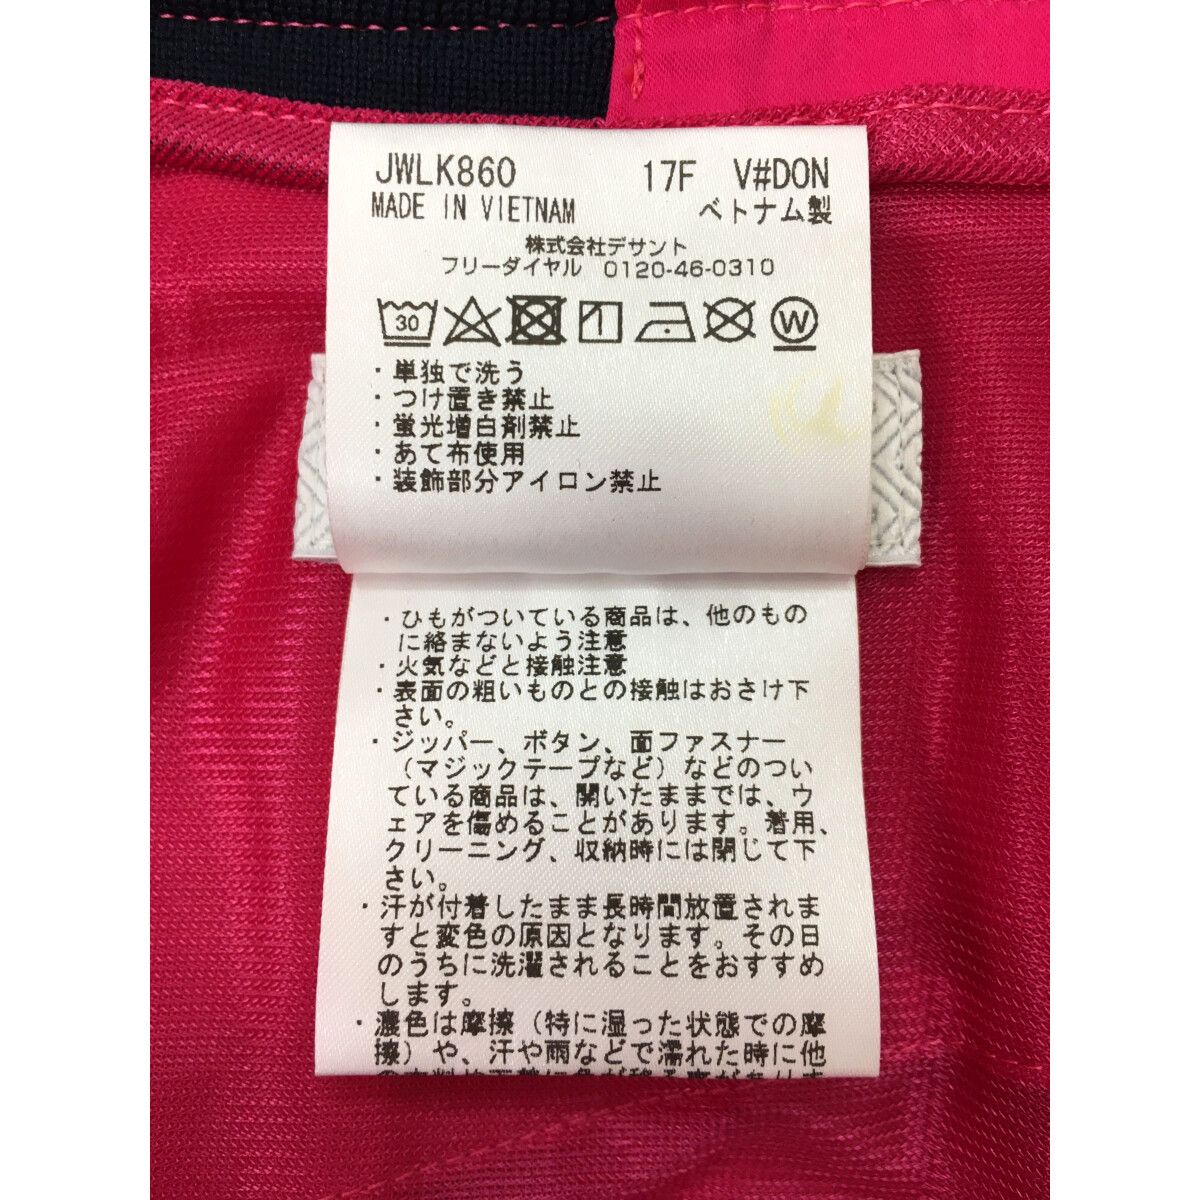 JWLK860 17F V#DON
MADE IN VIETNAM ベトナム製
株式会社デサント
フリーダイヤル 0120-46-0310
30 W
・単独で洗う
・つけ置き禁止
・蛍光増白剤禁止
・あて布使用
・装飾部分アイロン禁止
・ひもがついている商品は、他のもの
に絡まないよう注意
・火気などと接触注意
・表面の粗いものとの接触はおさけ下
さい。
・ジッパー、ボタン、面ファスナー
（マジックテープなど）などのつい
ている商品は、開いたままでは、ウ
ェアを傷めることがあります。着用、
クリーニング、収納時には閉じて下
さい。
・汗が付着したまま長時間放置されま
すと変色の原因となります。その日
のうちに洗濯されることをおすすめ
します。
・濃色は摩擦（特に湿った状態での摩
擦）や、汗や雨などで濡れた時に他